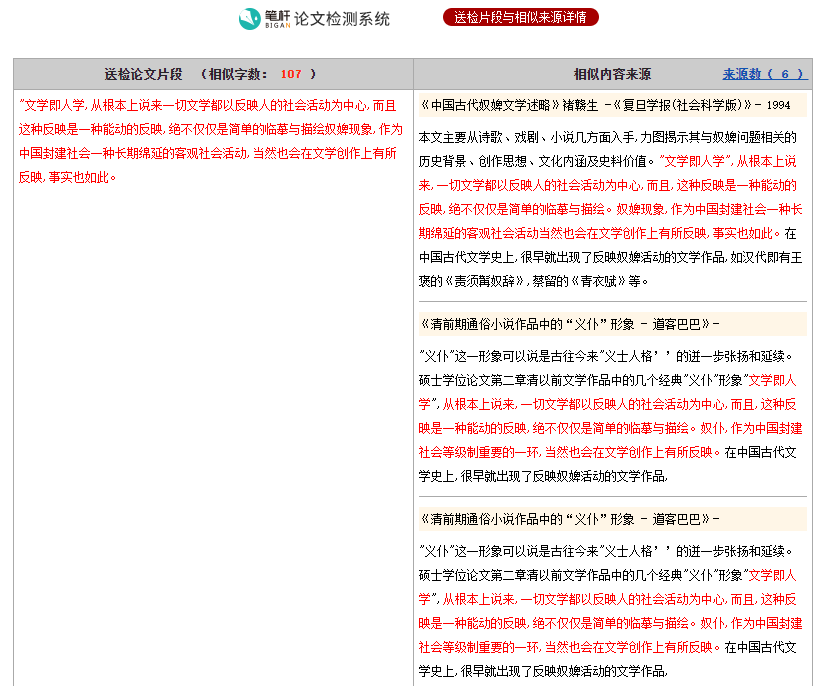 笔杆 论文检测系统 送检片段与相似来源详情
BIGAN
送检论文片段 (相似字数: 107 ) 相似内容来源 来源数( 6 )
"文学即人学,从根本上说来一切文学都以反映人的社会活动为中心,而且
这种反映是一种能动的反映,绝不仅仅是简单的临摹与描绘奴婢现象,作为
中国封建社会一种长期绵延的客观社会活动,当然也会在文学创作上有所
反映,事实也如此。
《中国古代奴婢文学述略》褚赣生 -《复旦学报(社会科学版)》- 1994
本文主要从诗歌、戏剧、小说几方面入手,力图揭示其与奴婢问题相关的
历史背景、创作思想、文化内涵及史料价值。"文学即人学",从根本上说
来,一切文学都以反映人的社会活动为中心,而且,这种反映是一种能动的
反映,绝不仅仅是简单的临摹与描绘。奴婢现象,作为中国封建社会一种长
期绵延的客观社会活动当然也会在文学创作上有所反映,事实也如此。在
中国古代文学史上,很早就出现了反映奴婢活动的文学作品,如汉代即有王
褒的《责须髯奴辞》,蔡留的《青衣赋》等。
《清前期通俗小说作品中的“义仆”形象 - 道客巴巴》-
"义仆"这一形象可以说是古往今来"义士人格’’的进一步张扬和延续。
硕士学位论文第二章清以前文学作品中的几个经典"义仆"形象"文学即人
学",从根本上说来,一切文学都以反映人的社会活动为中心,而且,这种反
映是一种能动的反映,绝不仅仅是简单的临摹与描绘。奴仆,作为中国封建
社会等级制重要的一环,当然也会在文学创作上有所反映。在中国古代文
学史上,很早就出现了反映奴婢活动的文学作品,
《清前期通俗小说作品中的“义仆”形象 - 道客巴巴》-
"义仆"这一形象可以说是古往今来"义士人格’’的进一步张扬和延续。
硕士学位论文第二章清以前文学作品中的几个经典"义仆"形象"文学即人
学",从根本上说来,一切文学都以反映人的社会活动为中心,而且,这种反
映是一种能动的反映,绝不仅仅是简单的临摹与描绘。奴仆,作为中国封建
社会等级制重要的一环,当然也会在文学创作上有所反映。在中国古代文
学史上,很早就出现了反映奴婢活动的文学作品,